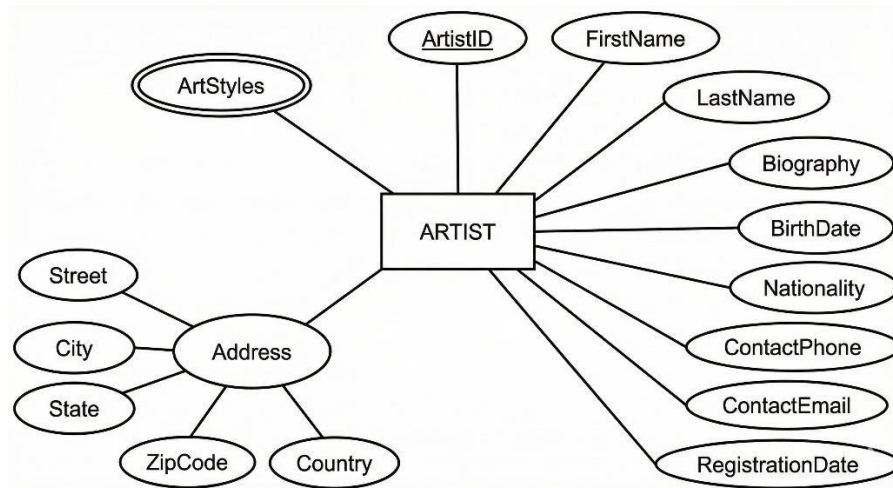 ArtistID
FirstName
ArtStyles
LastName
Biography
ARTIST
BirthDate
Street
Nationality
City
Address
ContactPhone
State
ContactEmail
ZipCode
Country
RegistrationDate